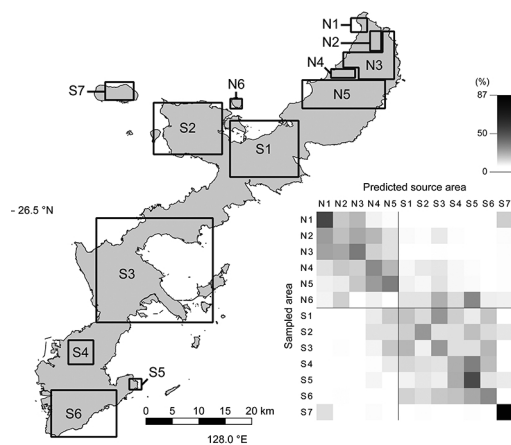 N1
N2
N3
N4
N5
N6
S7
S2
S1
- 26.5 °N
S3
S4
S5
S6
0 5 10 15 20 km
128.0 °E
(%)
87
50
0
Predicted source area
N1 N2 N3 N4 N5 S1 S2 S3 S4 S5 S6 S7
Sampled area
N1
N2
N3
N4
N5
N6
S1
S2
S3
S4
S5
S6
S7